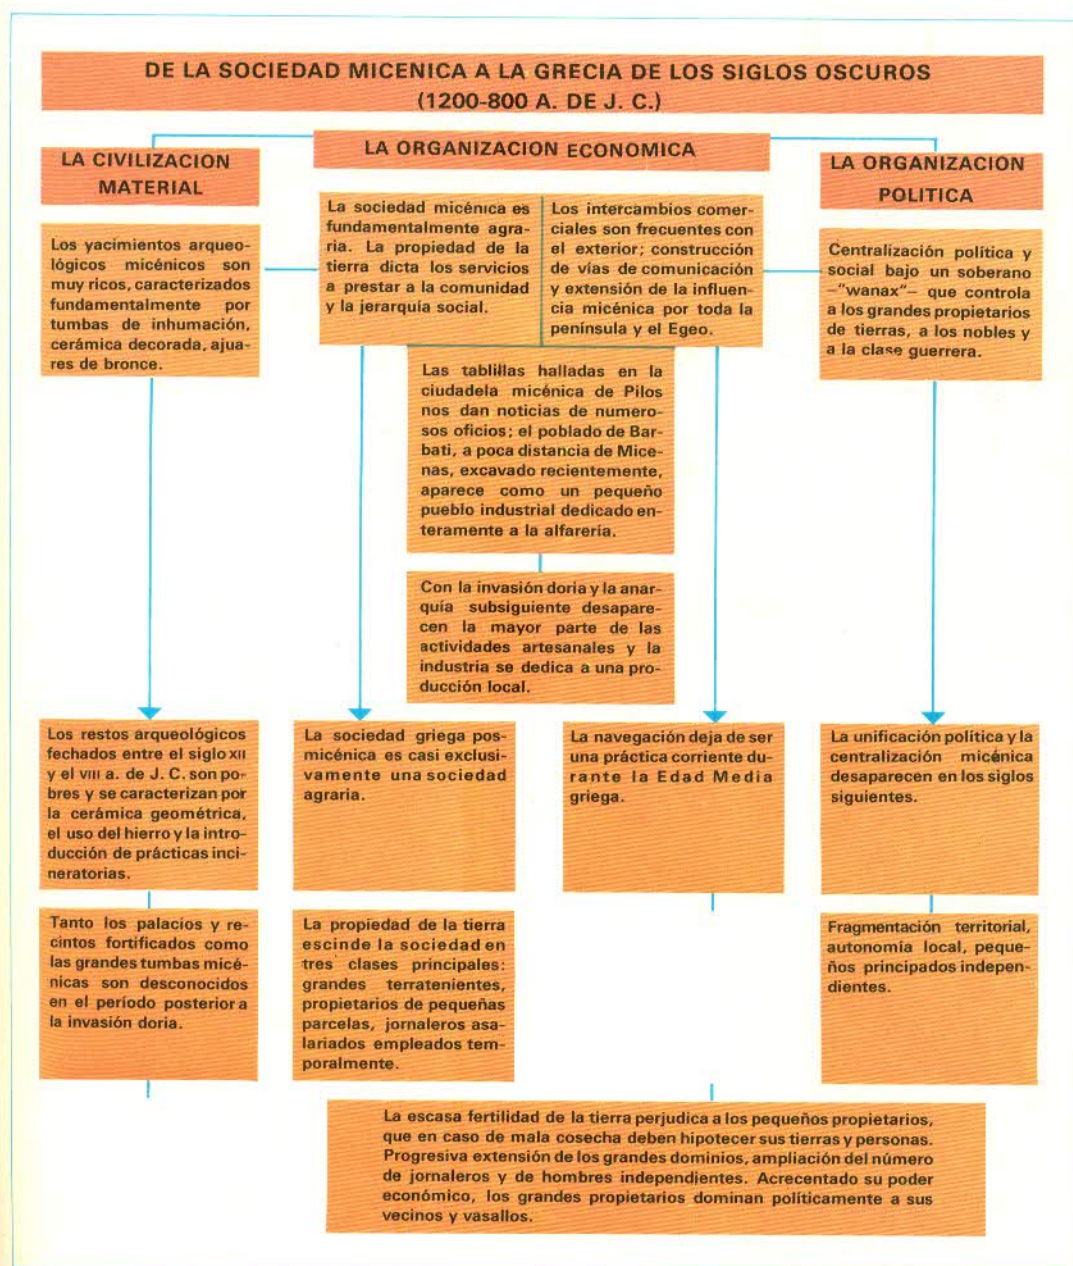 DE LA SOCIEDAD MICENICA A LA GRECIA DE LOS SIGLOS OSCUROS
(1200-800 A. DE J. C.)
LA CIVILIZACION
MATERIAL
Los yacimientos arqueo-
lógicos micénicos son
muy ricos, caracterizados
fundamentalmente por
tumbas de inhumación,
cerámica decorada, ajua-
res de bronce.
LA ORGANIZACION ECONOMICA
La sociedad micénica es
fundamentalmente agra-
ria. La propiedad de la
tierra dicta los servicios
a prestar a la comunidad
y la jerarquía social.
Los intercambios comer-
ciales son frecuentes con
el exterior; construcción
de vías de comunicación
y extensión de la influen-
cia micénica por toda la
península y el Egeo.
LA ORGANIZACION
POLITICA
Centralización política y
social bajo un soberano
–"wanax"– que controla
a los grandes propietarios
de tierras, a los nobles y
a la clase guerrera.
Las tablillas halladas en la
ciudadela micénica de Pilos
nos dan noticias de numero-
sos oficios; el poblado de Bar-
bati, a poca distancia de Mice-
nas, excavado recientemente,
aparece como un pequeño
pueblo industrial dedicado en-
teramente a la alfarería.
Con la invasión doria y la anar-
quía subsiguiente desapare-
cen la mayor parte de las
actividades artesanales y la
industria se dedica a una pro-
ducción local.
Los restos arqueológicos
fechados entre el siglo XII
y el VIII a. de J. C. son po-
bres y se caracterizan por
la cerámica geométrica,
el uso del hierro y la intro-
ducción de prácticas inci-
neratorias.
La sociedad griega pos-
micénica es casi exclusi-
vamente una sociedad
agraria.
La navegación deja de ser
una práctica corriente du-
rante la Edad Media
griega.
La unificación política y la
centralización micénica
desaparecen en los siglos
siguientes.
Tanto los palacios y re-
cintos fortificados como
las grandes tumbas micé-
nicas son desconocidos
en el período posterior a
la invasión doria.
La propiedad de la tierra
escinde la sociedad en
tres clases principales:
grandes terratenientes,
propietarios de pequeñas
parcelas, jornaleros asa-
lariados empleados tem-
poralmente.
Fragmentación territorial,
autonomía local, peque-
ños principados indepen-
dientes.
La escasa fertilidad de la tierra perjudica a los pequeños propietarios,
que en caso de mala cosecha deben hipotecer sus tierras y personas.
Progresiva extensión de los grandes dominios, ampliación del número
de jornaleros y de hombres independientes. Acrecentado su poder
económico, los grandes propietarios dominan políticamente a sus
vecinos y vasallos.